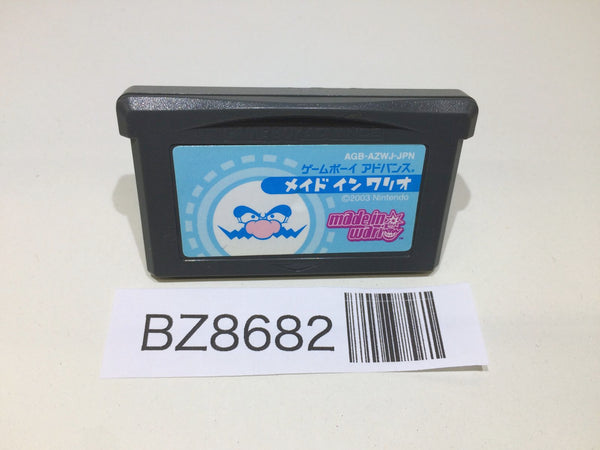 AGB-AZWJ-JPN
ゲームボーイ アドバンス®
メイド イン ワリオ
©2003 Nintendo
made in
wario™
BZ8682